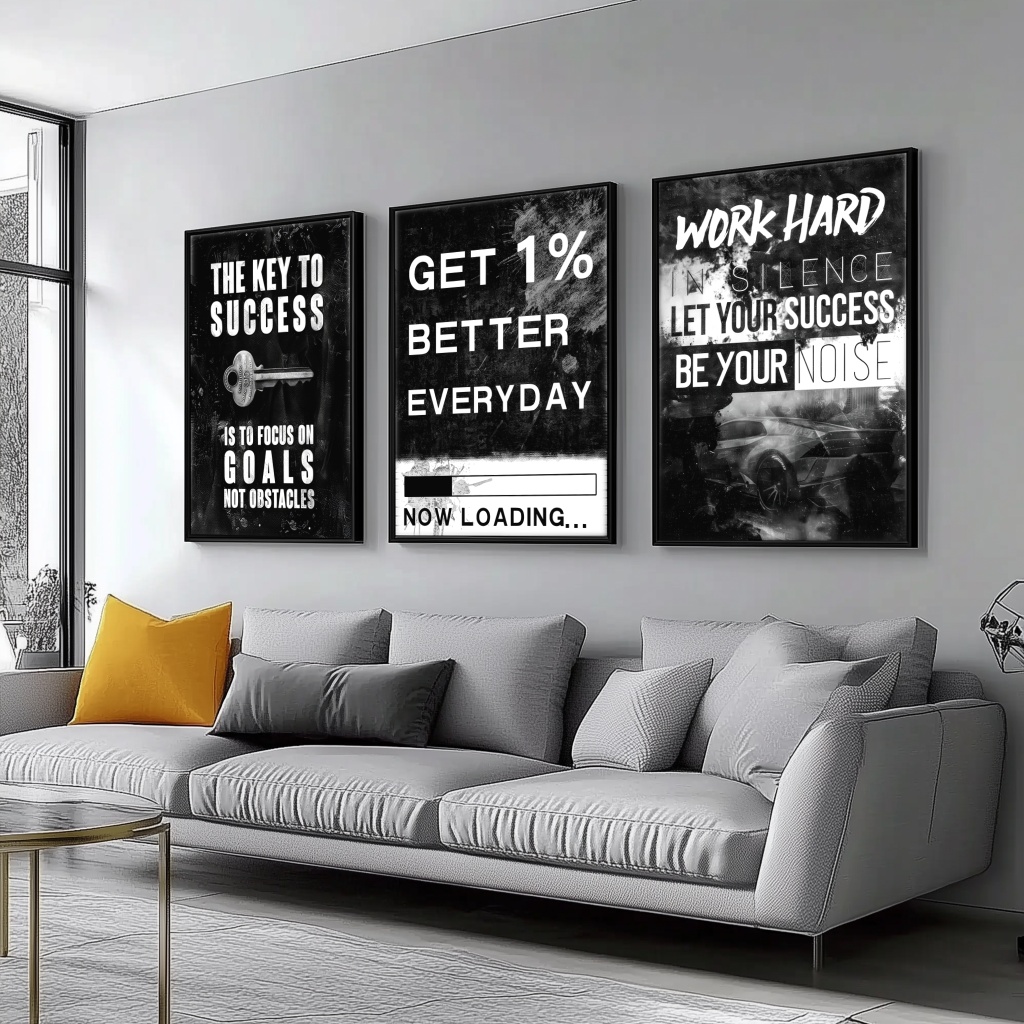 THE KEY TO
SUCCESS
IS TO FOCUS ON
GOALS
NOT OBSTACLES
GET 1%
BETTER
EVERYDAY
NOW LOADING...
WORK HARD
IN SILENCE
LET YOUR SUCCESS
BE YOUR NOISE